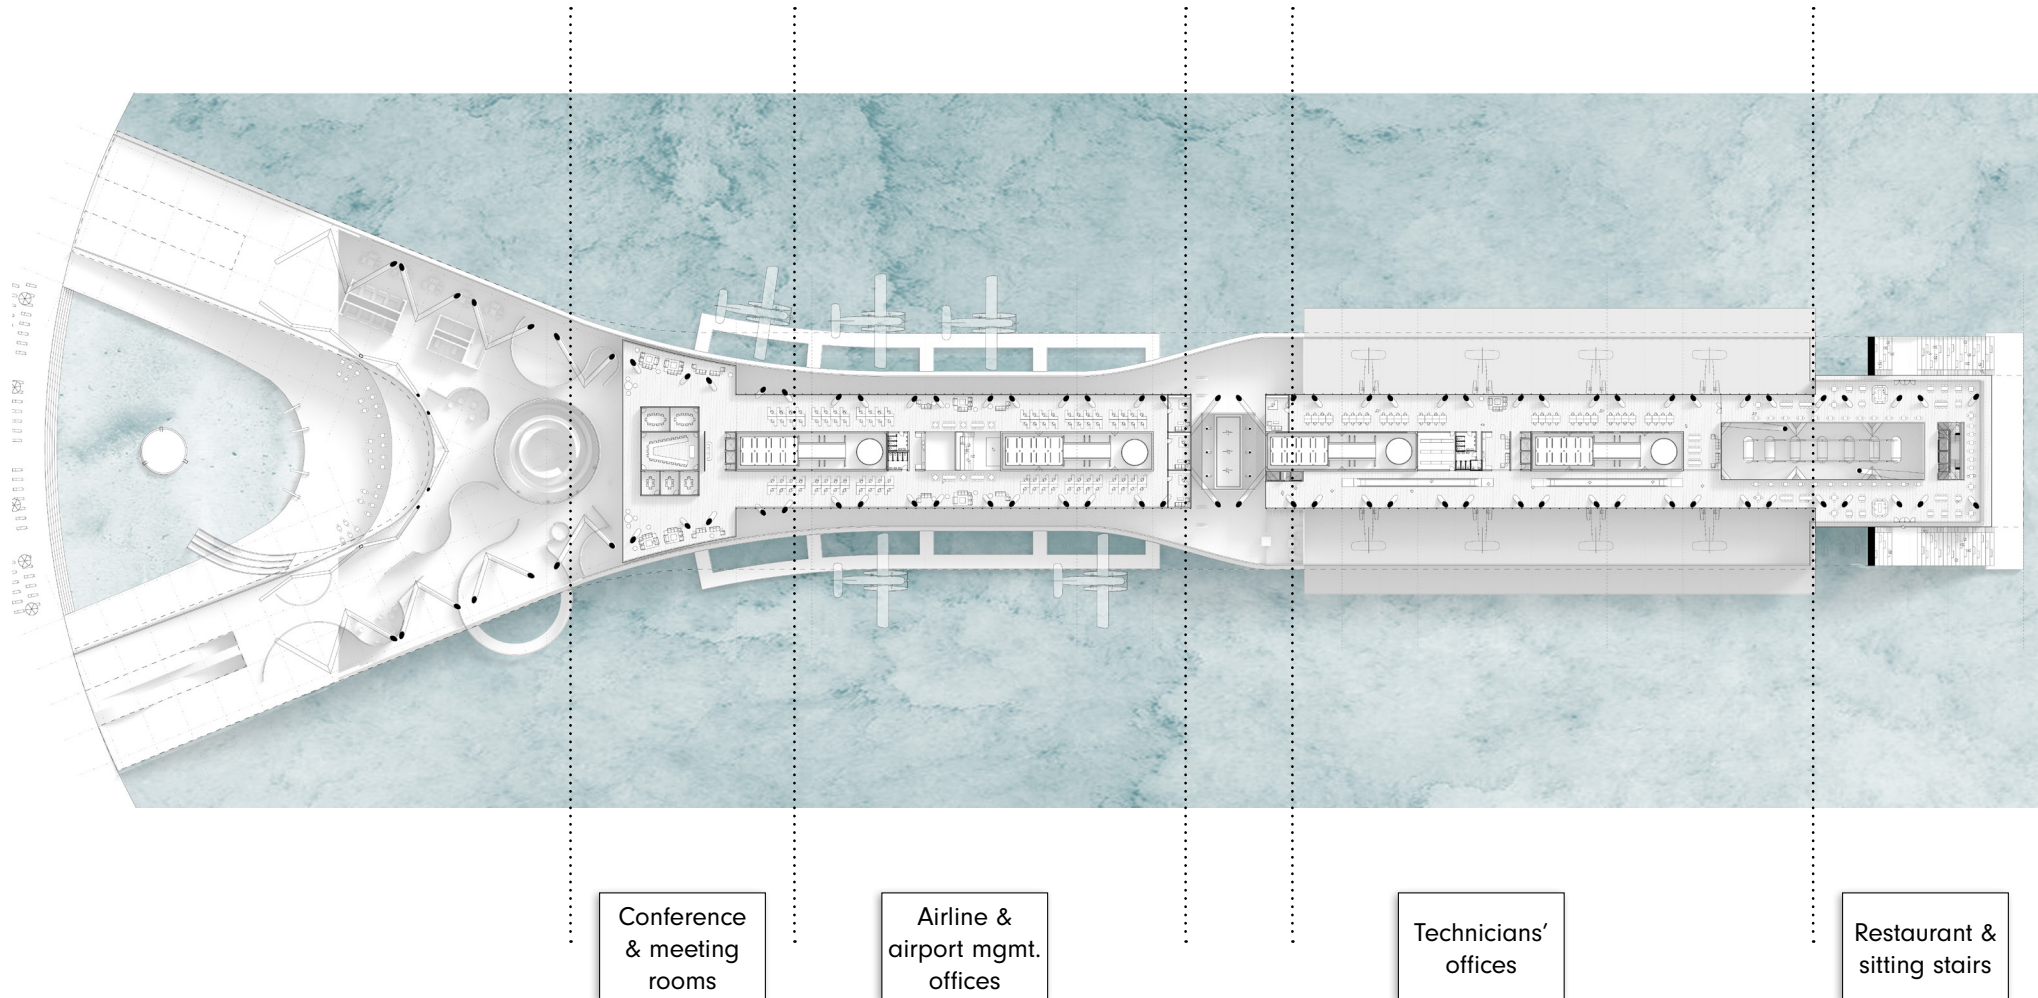 Conference
& meeting
rooms
Airline &
airport mgmt.
offices
Technicians’
offices
Restaurant &
sitting stairs